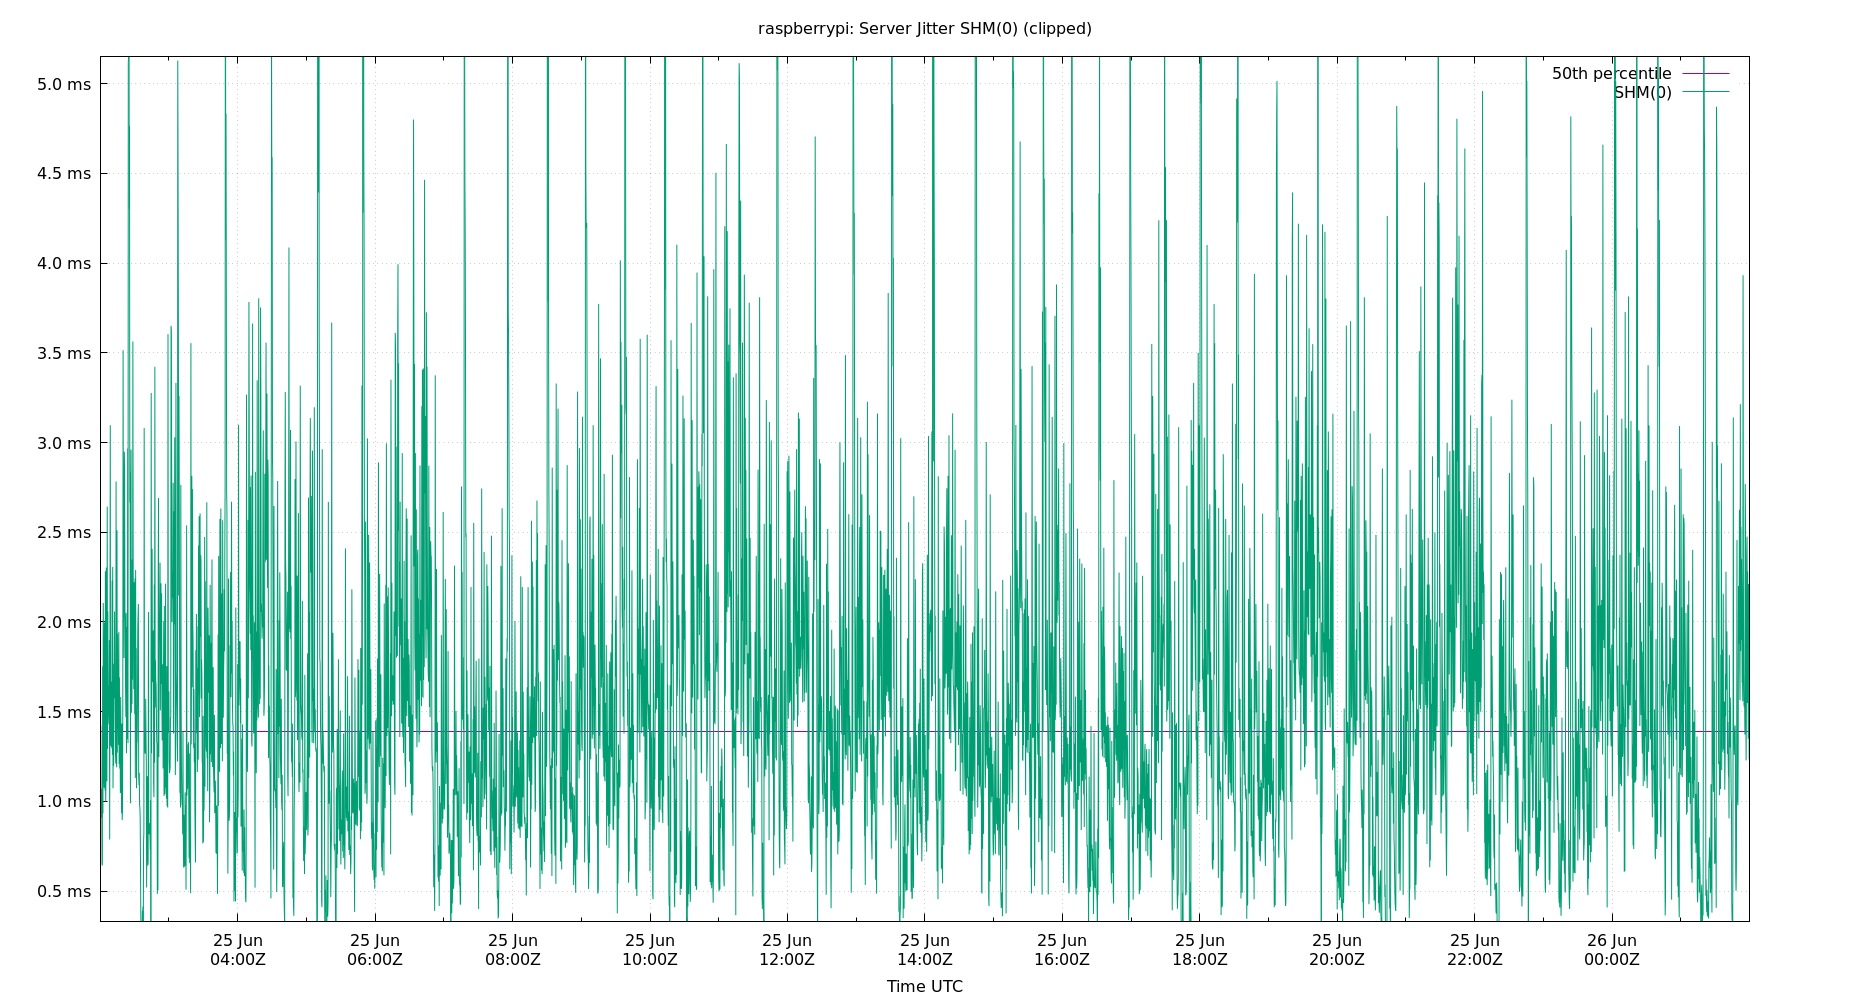 raspberrypi: Server Jitter SHM(0) (clipped)
50th percentile
SHM(0)
5.0 ms
4.5 ms
4.0 ms
3.5 ms
3.0 ms
2.5 ms
2.0 ms
1.5 ms
1.0 ms
0.5 ms
25 Jun 25 Jun 25 Jun 25 Jun 25 Jun 25 Jun 25 Jun 25 Jun 25 Jun 25 Jun 26 Jun
04:00Z 06:00Z 08:00Z 10:00Z 12:00Z 14:00Z 16:00Z 18:00Z 20:00Z 22:00Z 00:00Z
Time UTC